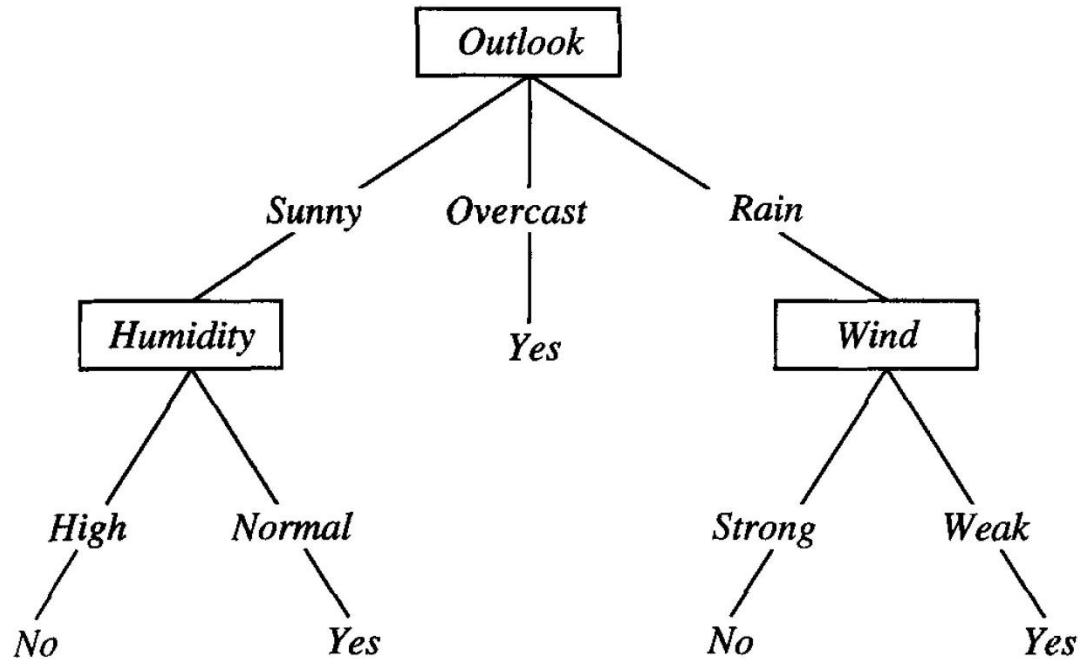 Outlook
Sunny Overcast Rain
Humidity Yes Wind
High Normal Strong Weak
No Yes No Yes